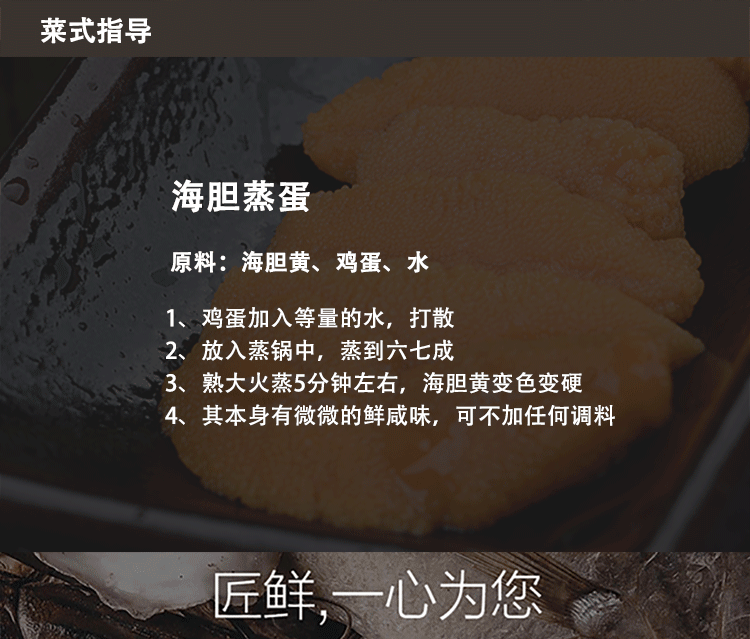 菜式指导
海胆蒸蛋
原料：海胆黄、鸡蛋、水
1、鸡蛋加入等量的水，打散
2、放入蒸锅中，蒸到六七成
3、熟大火蒸5分钟左右，海胆黄变色变硬
4、其本身有微微的鲜咸味，可不加任何调料
匠鲜,一心为您